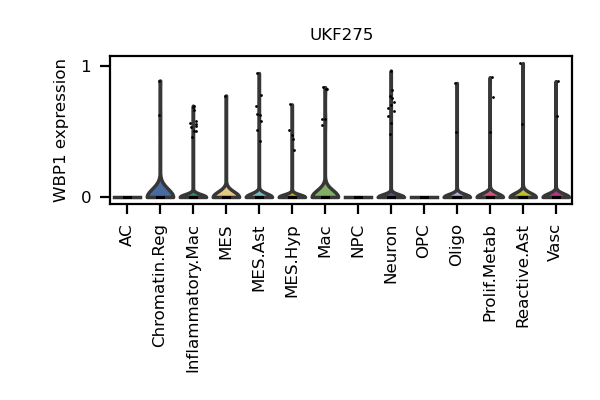 UKF275
WBP1 expression
1
0
AC
Chromatin.Reg
Inflammatory.Mac
MES
MES.Ast
MES.Hyp
Mac
NPC
Neuron
OPC
Oligo
Prolif.Metab
Reactive.Ast
Vasc